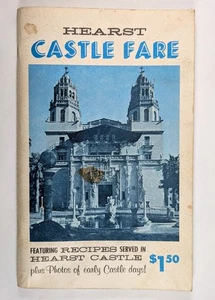 HEARST
CASTLE FARE
FEATURING RECIPES SERVED IN
HEARST CASTLE
plus Photos of early Castle days!
$1.50